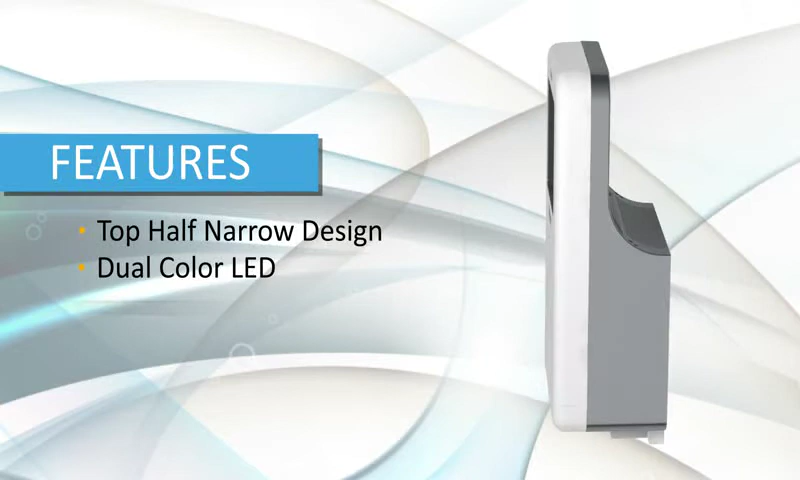 FEATURES
• Top Half Narrow Design
• Dual Color LED